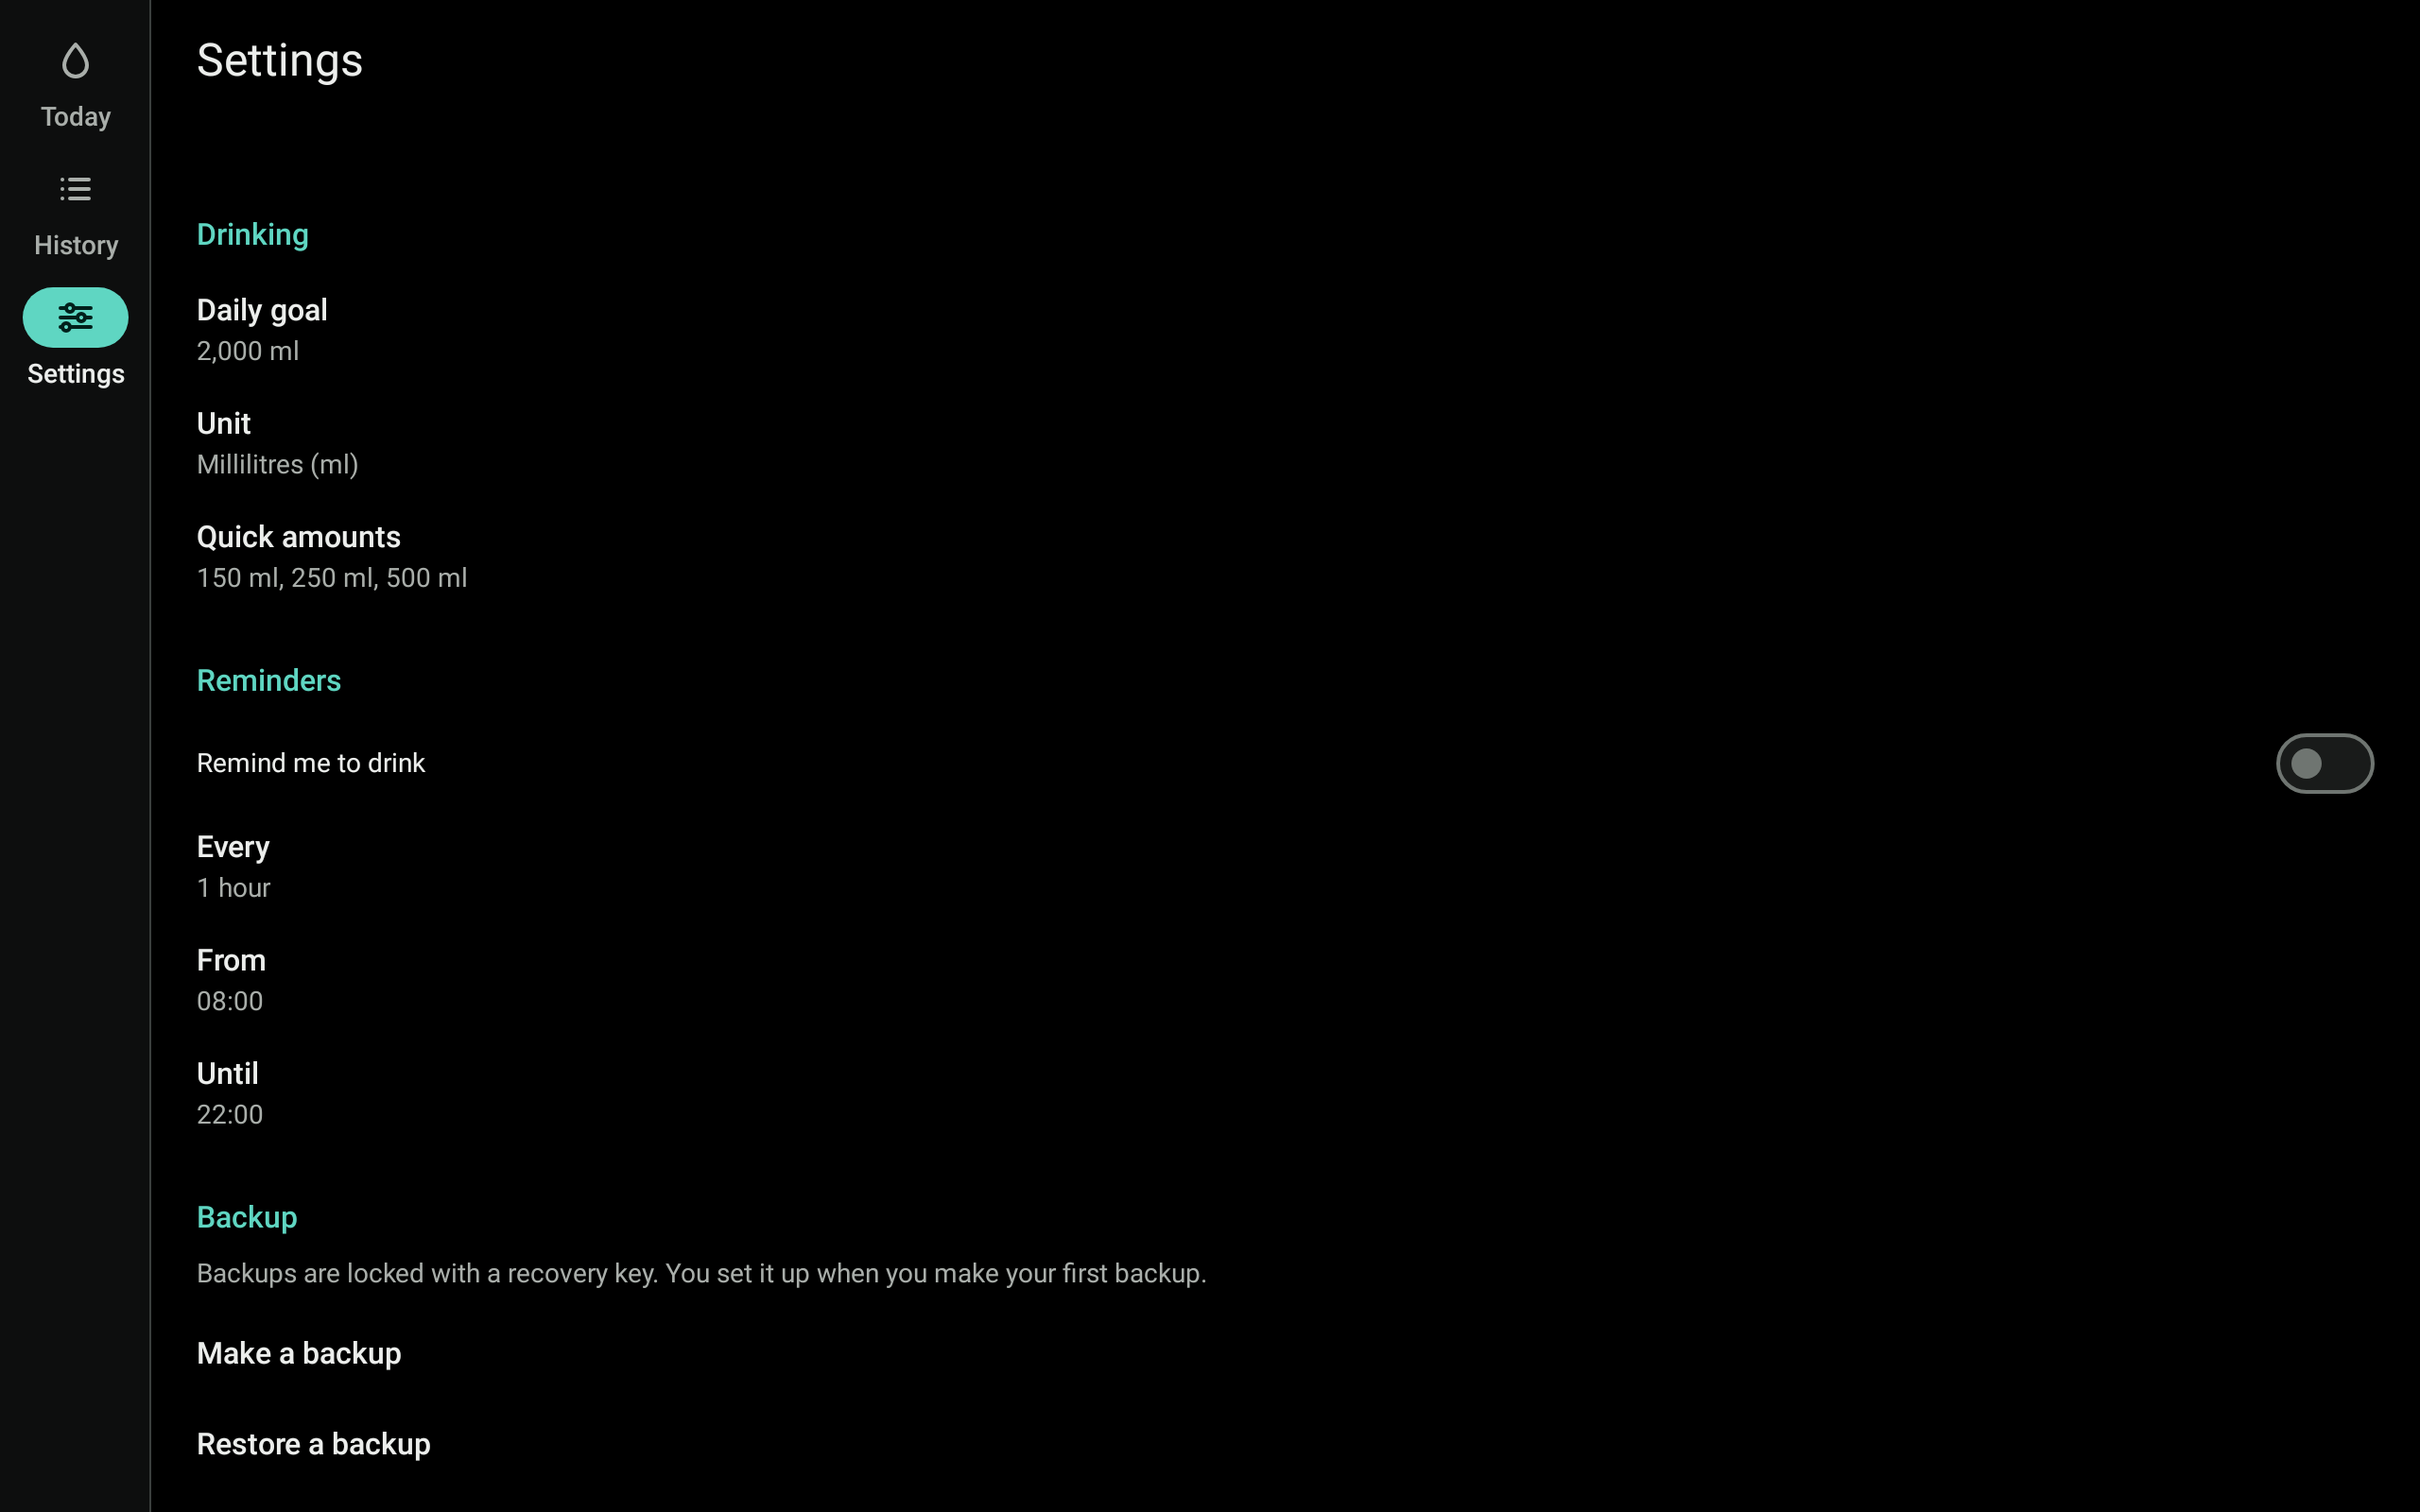 Today
History
Settings
Settings
Drinking
Daily goal
2,000 ml
Unit
Millilitres (ml)
Quick amounts
150 ml, 250 ml, 500 ml
Reminders
Remind me to drink
Every
1 hour
From
08:00
Until
22:00
Backup
Backups are locked with a recovery key. You set it up when you make your first backup.
Make a backup
Restore a backup